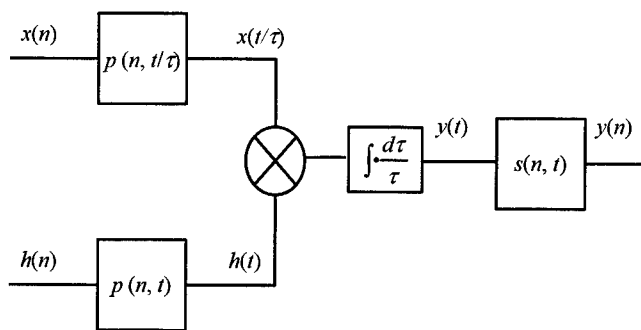 x(n)
p (n, t/τ)
x(t/τ)
∫• dτ/τ
y(t)
s(n, t)
y(n)
h(n)
p (n, t)
h(t)